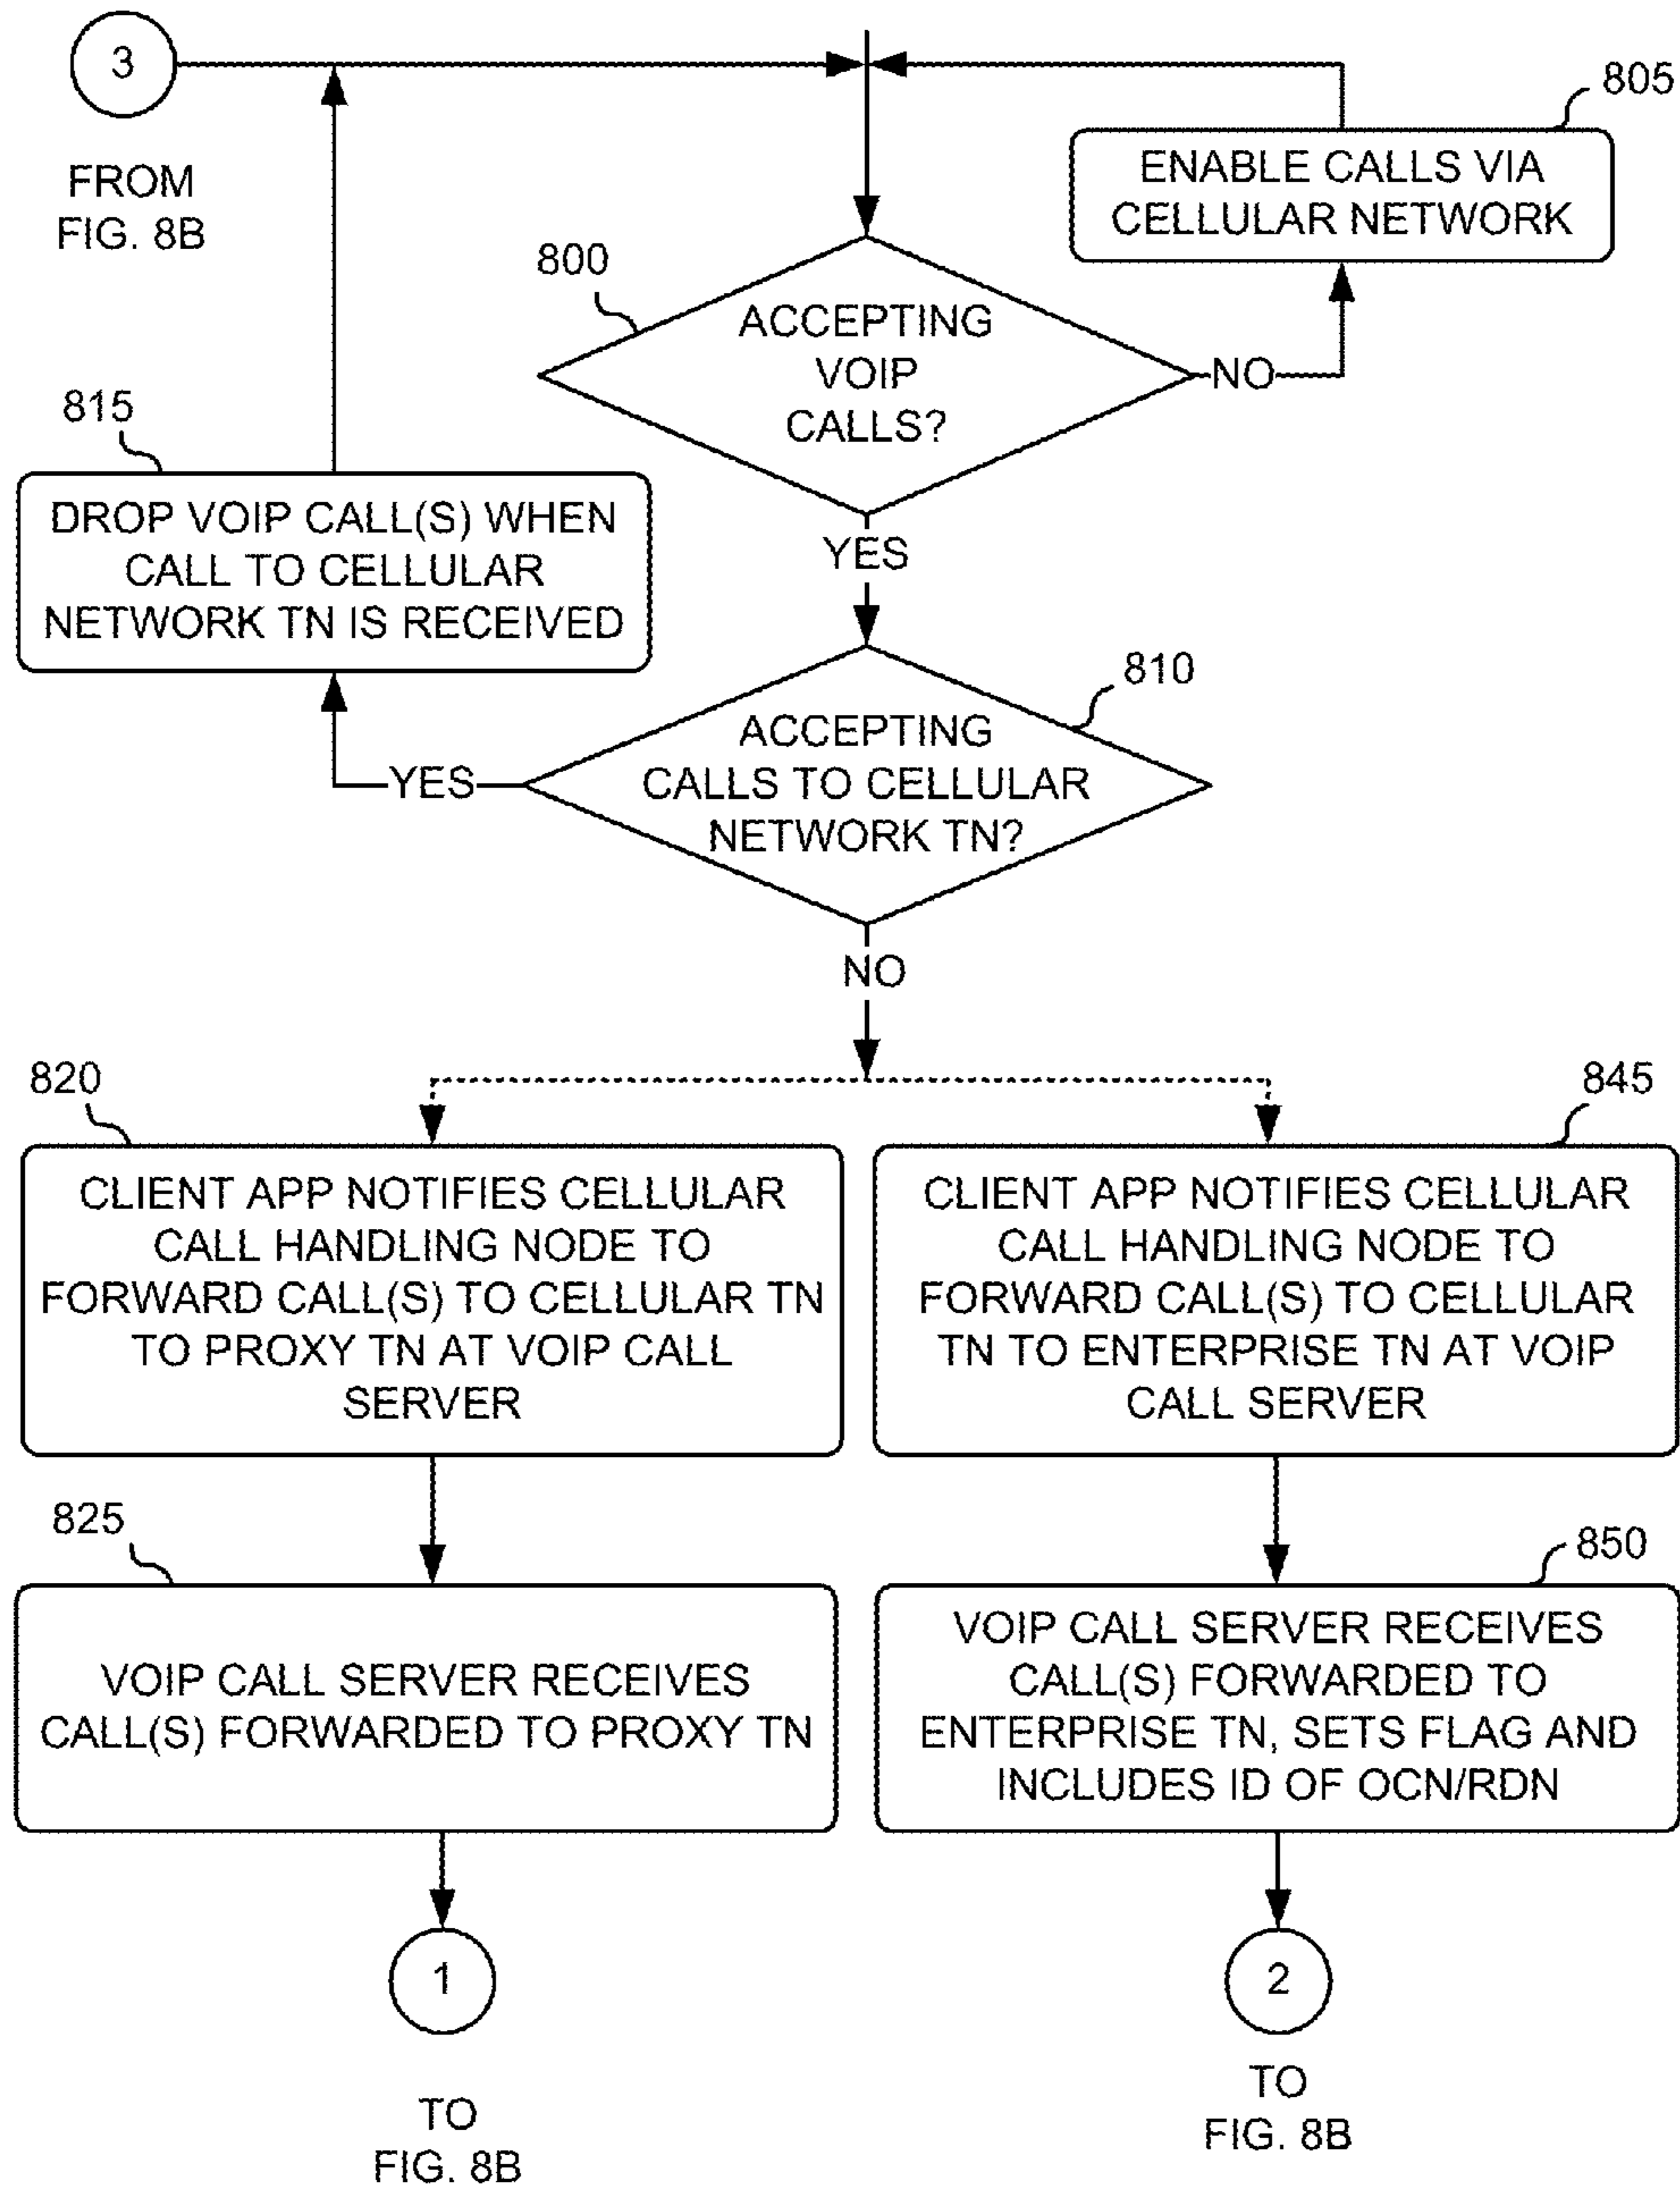 3
FROM
FIG. 8B
805
ENABLE CALLS VIA
CELLULAR NETWORK
800
ACCEPTING
VOIP
CALLS?
NO
815
DROP VOIP CALL(S) WHEN
CALL TO CELLULAR
NETWORK TN IS RECEIVED
YES
810
ACCEPTING
CALLS TO CELLULAR
NETWORK TN?
YES
NO
820
CLIENT APP NOTIFIES CELLULAR
CALL HANDLING NODE TO
FORWARD CALL(S) TO CELLULAR TN
TO PROXY TN AT VOIP CALL
SERVER
845
CLIENT APP NOTIFIES CELLULAR
CALL HANDLING NODE TO
FORWARD CALL(S) TO CELLULAR
TN TO ENTERPRISE TN AT VOIP
CALL SERVER
825
VOIP CALL SERVER RECEIVES
CALL(S) FORWARDED TO PROXY TN
850
VOIP CALL SERVER RECEIVES
CALL(S) FORWARDED TO
ENTERPRISE TN, SETS FLAG AND
INCLUDES ID OF OCN/RDN
1
TO
FIG. 8B
2
TO
FIG. 8B